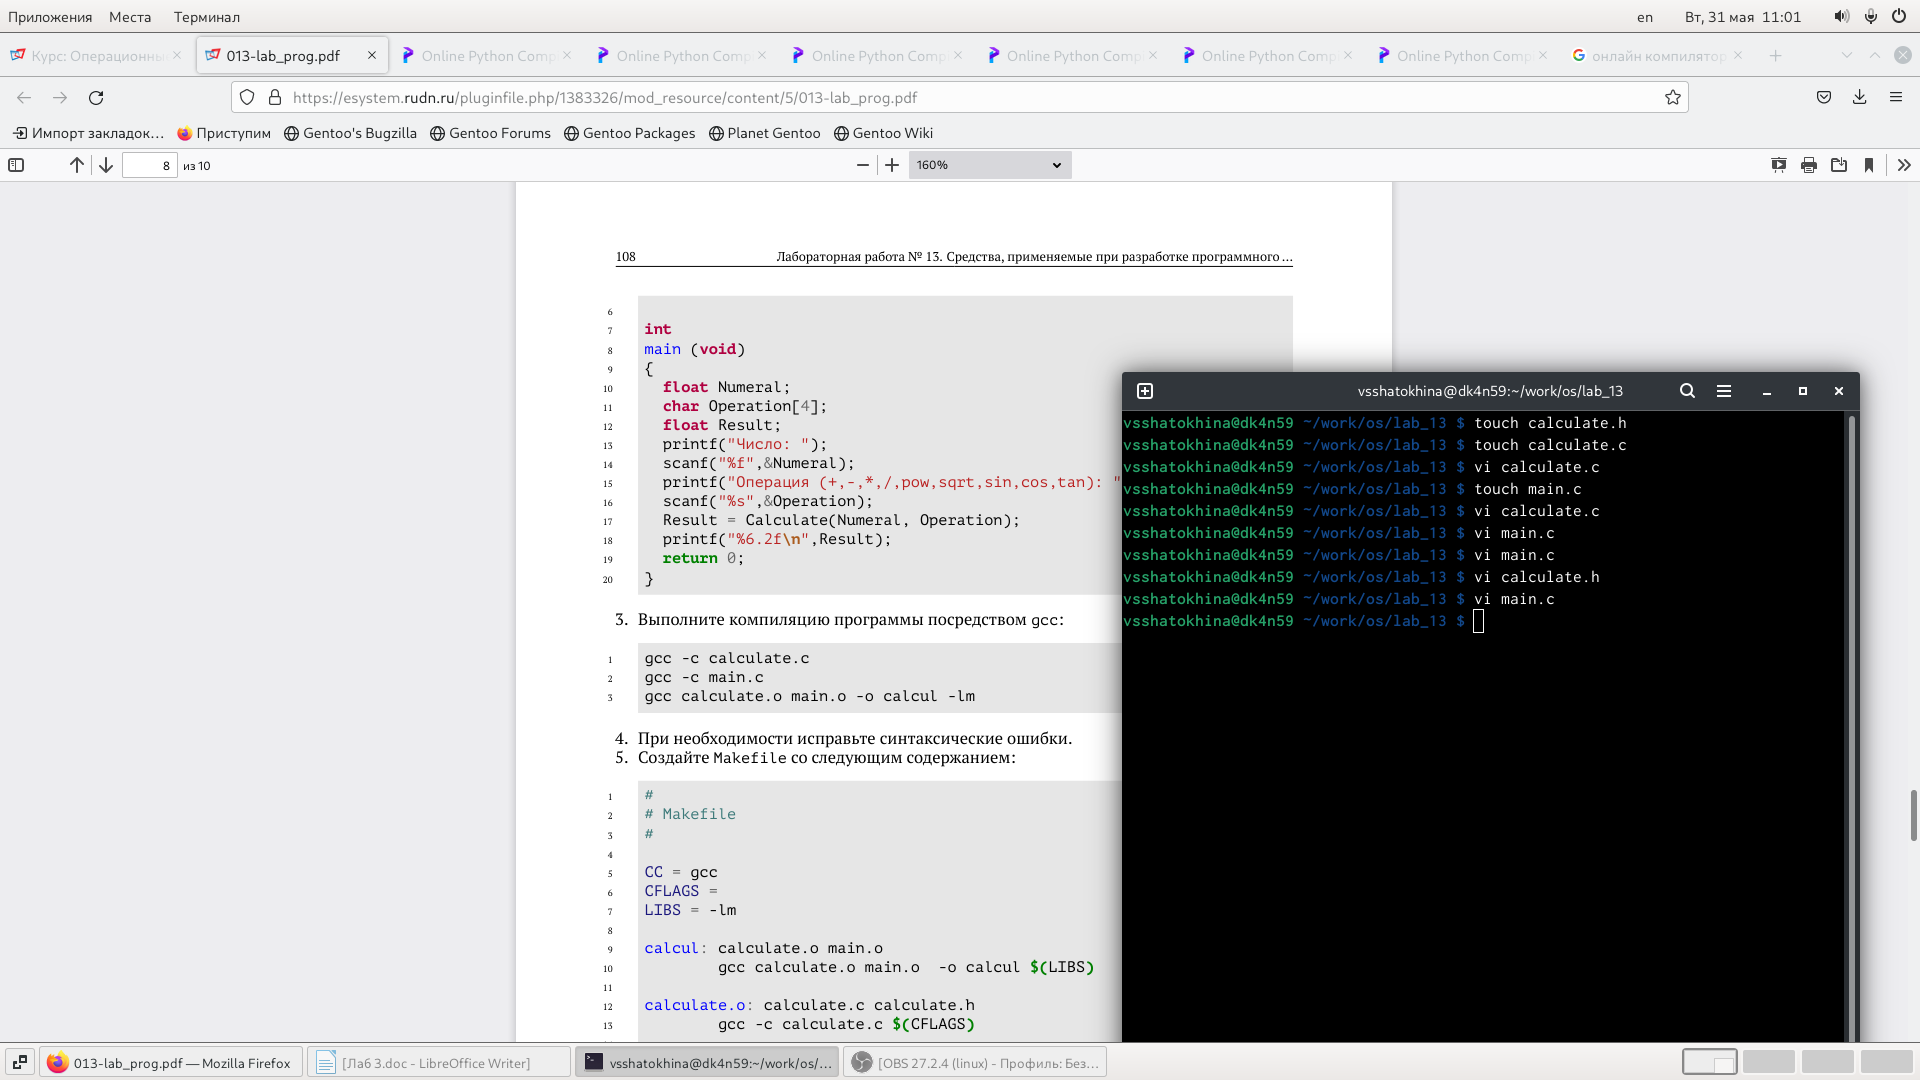 Приложения Места Терминал en Вт, 31 мая 11:01
Курс: Операционны 013-lab_prog.pdf Online Python Comp Online Python Comp Online Python Compi Online Python Compi Online Python Compi Online Python Comp онлайн компилятор
https://esystem.rudn.ru/pluginfile.php/1383326/mod_resource/content/5/013-lab_prog.pdf
Импорт закладок… Приступим Gentoo's Bugzilla Gentoo Forums Gentoo Packages Planet Gentoo Gentoo Wiki
8 из 10 160%
108 Лабораторная работа № 13. Средства, применяемые при разработке программного …
6
7 int
8 main (void)
9 {
10 float Numeral;
11 char Operation[4];
12 float Result;
13 printf("Число: ");
14 scanf("%f",&Numeral);
15 printf("Операция (+,-,*,/,pow,sqrt,sin,cos,tan): "
16 scanf("%s",&Operation);
17 Result = Calculate(Numeral, Operation);
18 printf("%6.2f\n",Result);
19 return 0;
20 }
3. Выполните компиляцию программы посредством gcc:
1 gcc -c calculate.c
2 gcc -c main.c
3 gcc calculate.o main.o -o calcul -lm
4. При необходимости исправьте синтаксические ошибки.
5. Создайте Makefile со следующим содержанием:
1 #
2 # Makefile
3 #
4
5 CC = gcc
6 CFLAGS =
7 LIBS = -lm
8
9 calcul: calculate.o main.o
10 gcc calculate.o main.o -o calcul $(LIBS)
11
12 calculate.o: calculate.c calculate.h
13 gcc -c calculate.c $(CFLAGS)
vsshatokhina@dk4n59:~/work/os/lab_13
vsshatokhina@dk4n59 ~/work/os/lab_13 $ touch calculate.h
vsshatokhina@dk4n59 ~/work/os/lab_13 $ touch calculate.c
vsshatokhina@dk4n59 ~/work/os/lab_13 $ vi calculate.c
vsshatokhina@dk4n59 ~/work/os/lab_13 $ touch main.c
vsshatokhina@dk4n59 ~/work/os/lab_13 $ vi calculate.c
vsshatokhina@dk4n59 ~/work/os/lab_13 $ vi main.c
vsshatokhina@dk4n59 ~/work/os/lab_13 $ vi main.c
vsshatokhina@dk4n59 ~/work/os/lab_13 $ vi calculate.h
vsshatokhina@dk4n59 ~/work/os/lab_13 $ vi main.c
vsshatokhina@dk4n59 ~/work/os/lab_13 $
013-lab_prog.pdf — Mozilla Firefox [Лаб 3.doc - LibreOffice Writer] vsshatokhina@dk4n59:~/work/os/… [OBS 27.2.4 (linux) - Профиль: Без…